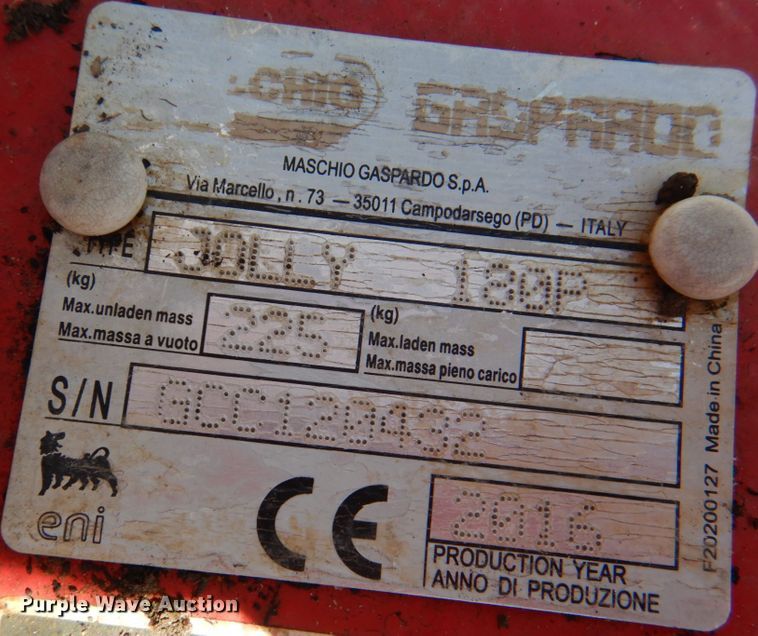 CHIO GASPARDO
MASCHIO GASPARDO S.p.A.
Via Marcello , n . 73 — 35011 Campodarsego (PD) — ITALY
TYPE JOLLY 180P
(kg)
Max.unladen mass
Max.massa a vuoto
225
(kg)
Max.laden mass
Max.massa pieno carico
S/N
eni
CE
2016
PRODUCTION YEAR
ANNO DI PRODUZIONE
F20200127 Made in China
Purple Wave Auction